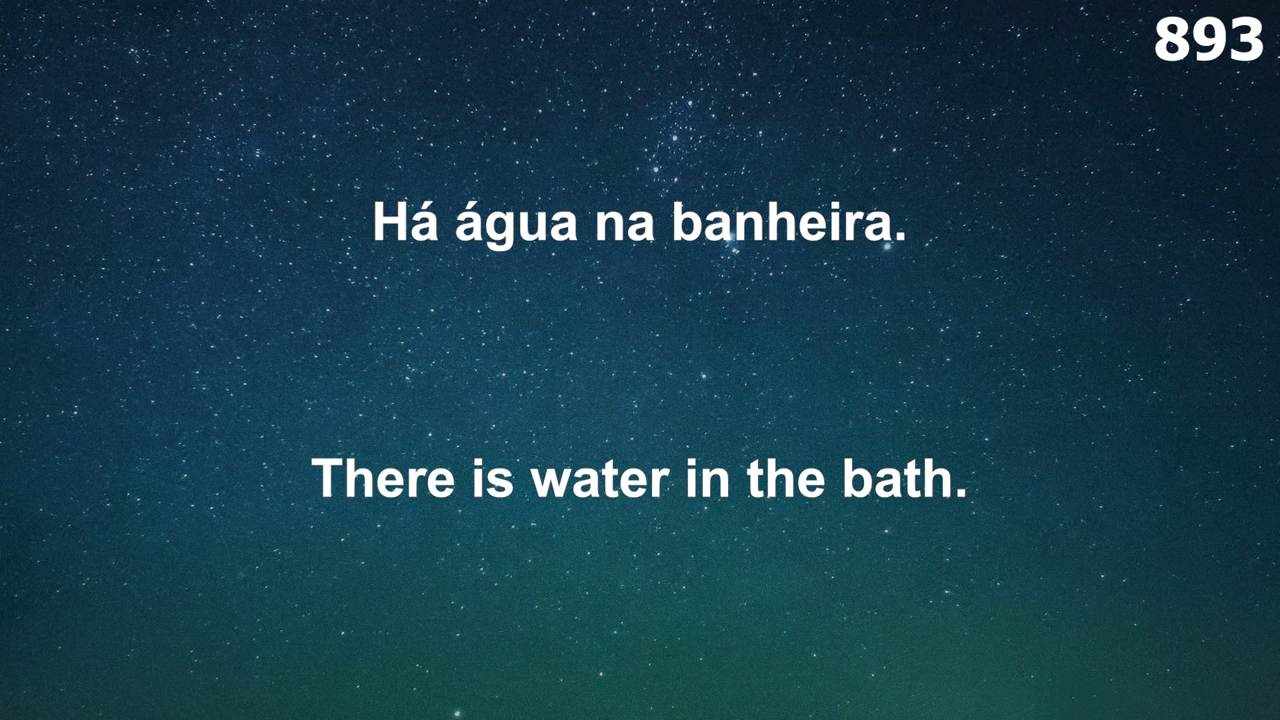 893
Há água na banheira.
There is water in the bath.